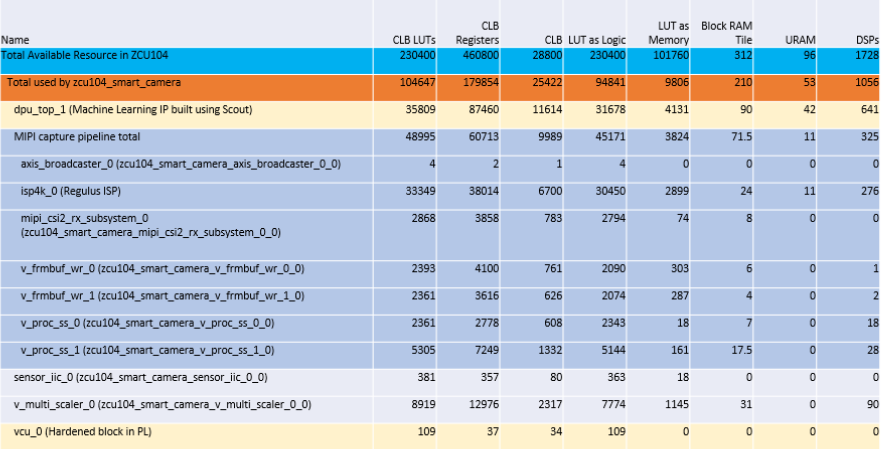 Name CLB LUTs CLB Registers CLB LUT as Logic LUT as Memory Block RAM Tile URAM DSPs
Total Available Resource in ZCU104 230400 460800 28800 230400 101760 312 96 1728
Total used by zcu104_smart_camera 104647 179854 25422 94841 9806 210 53 1056
dpu_top_1 (Machine Learning IP built using Scout) 35809 87460 11614 31678 4131 90 42 641
MIPI capture pipeline total 48995 60713 9989 45171 3824 71.5 11 325
axis_broadcaster_0 (zcu104_smart_camera_axis_broadcaster_0_0) 4 2 1 4 0 0 0 0
isp4k_0 (Regulus ISP) 33349 38014 6700 30450 2899 24 11 276
mipi_csi2_rx_subsystem_0 2868 3858 783 2794 74 8 0 0
(zcu104_smart_camera_mipi_csi2_rx_subsystem_0_0)
v_frmbuf_wr_0 (zcu104_smart_camera_v_frmbuf_wr_0_0) 2393 4100 761 2090 303 6 0 1
v_frmbuf_wr_1 (zcu104_smart_camera_v_frmbuf_wr_1_0) 2361 3616 626 2074 287 4 0 2
v_proc_ss_0 (zcu104_smart_camera_v_proc_ss_0_0) 2361 2778 608 2343 18 7 0 18
v_proc_ss_1 (zcu104_smart_camera_v_proc_ss_1_0) 5305 7249 1332 5144 161 17.5 0 28
sensor_iic_0 (zcu104_smart_camera_sensor_iic_0_0) 381 357 80 363 18 0 0 0
v_multi_scaler_0 (zcu104_smart_camera_v_multi_scaler_0_0) 8919 12976 2317 7774 1145 31 0 90
vcu_0 (Hardened block in PL) 109 37 34 109 0 0 0 0